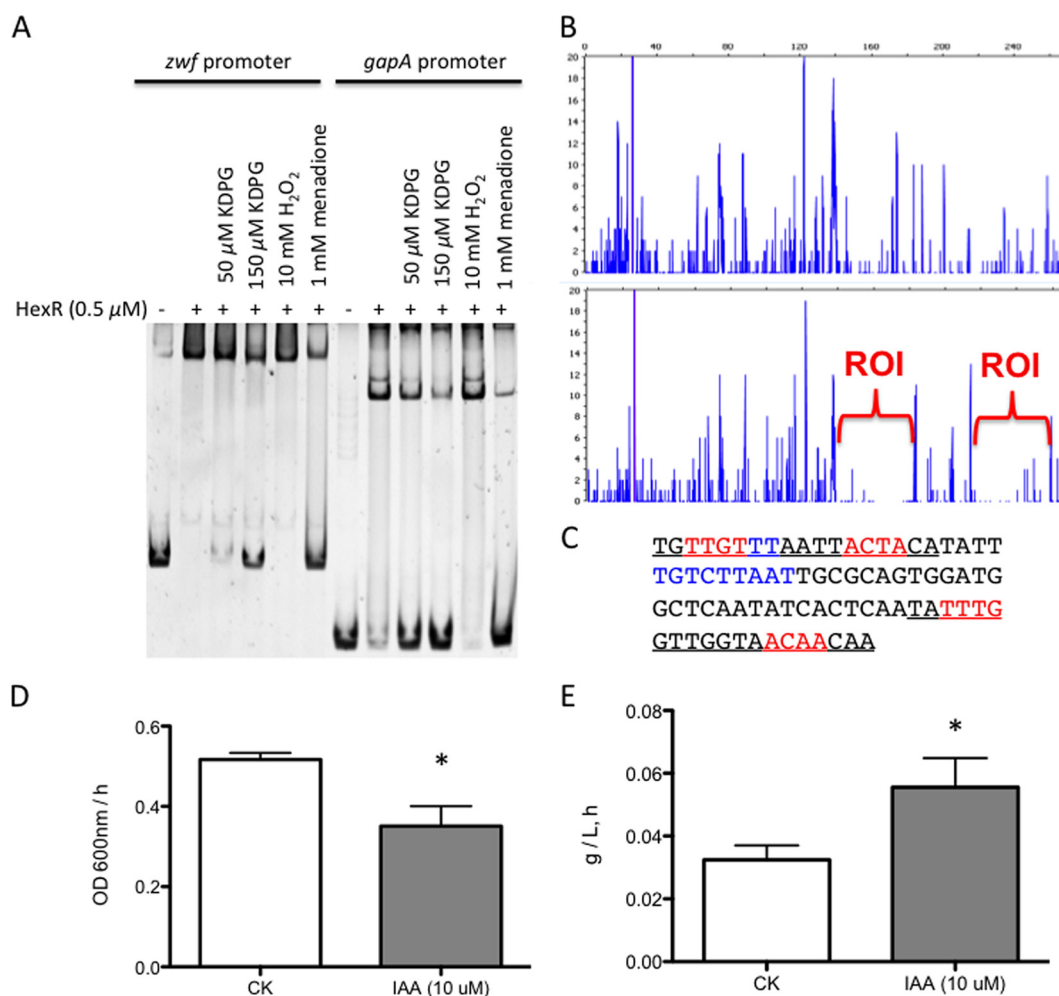 A
zwf promoter
gapA promoter
50 µM KDPG
150 µM KDPG
10 mM H₂O₂
1 mM menadione
50 µM KDPG
150 µM KDPG
10 mM H₂O₂
1 mM menadione
HexR (0.5 µM)
- + + + + + - + + + + +
B
0 40 80 120 160 200 240
20
18
16
14
12
10
8
6
4
2
0
20
18
16
14
12
10
8
6
4
2
0
ROI
ROI
C
TGTTGTTTAATTACTACATATT
TGTCTTAATTGCGCAGTGGATG
GCTCAATATCACTCAATATTTG
GTTGGTAACAACAA
D
OD 600nm / h
0.6
0.4
0.2
0.0
*
CK
IAA (10 uM)
E
g / L, h
0.08
0.06
0.04
0.02
0.00
*
CK
IAA (10 uM)